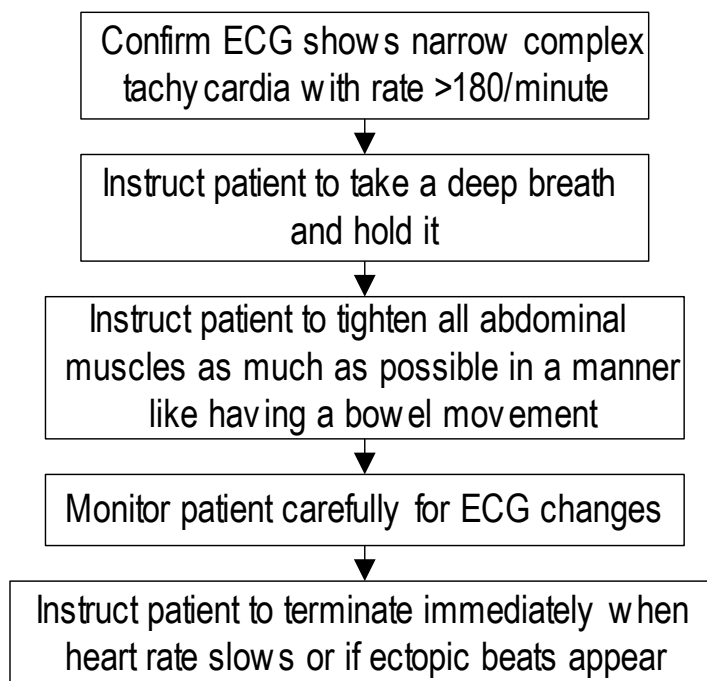 Confirm ECG shows narrow complex
tachycardia with rate >180/minute
Instruct patient to take a deep breath
and hold it
Instruct patient to tighten all abdominal
muscles as much as possible in a manner
like having a bowel movement
Monitor patient carefully for ECG changes
Instruct patient to terminate immediately when
heart rate slows or if ectopic beats appear